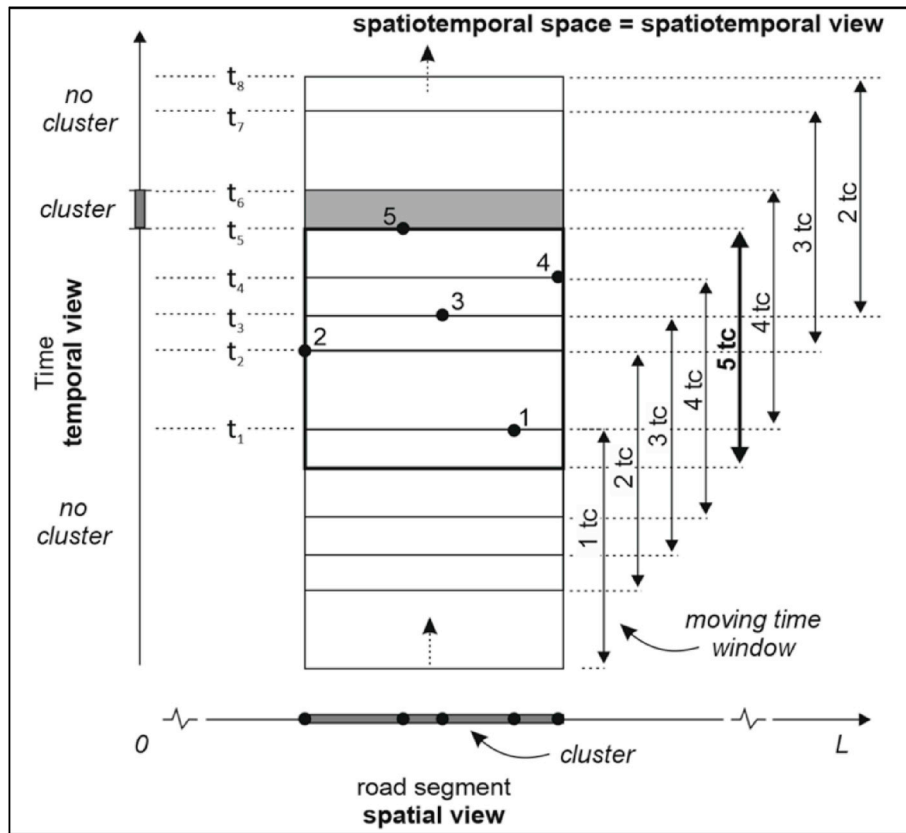 spatiotemporal space = spatiotemporal view
no
cluster
cluster
Time
temporal view
no
cluster
t₈
t₇
t₆
t₅
t₄
t₃
t₂
t₁
5
4
3
2
1
1 tc
2 tc
3 tc
4 tc
5 tc
4 tc
3 tc
2 tc
moving time
window
0
L
cluster
road segment
spatial view